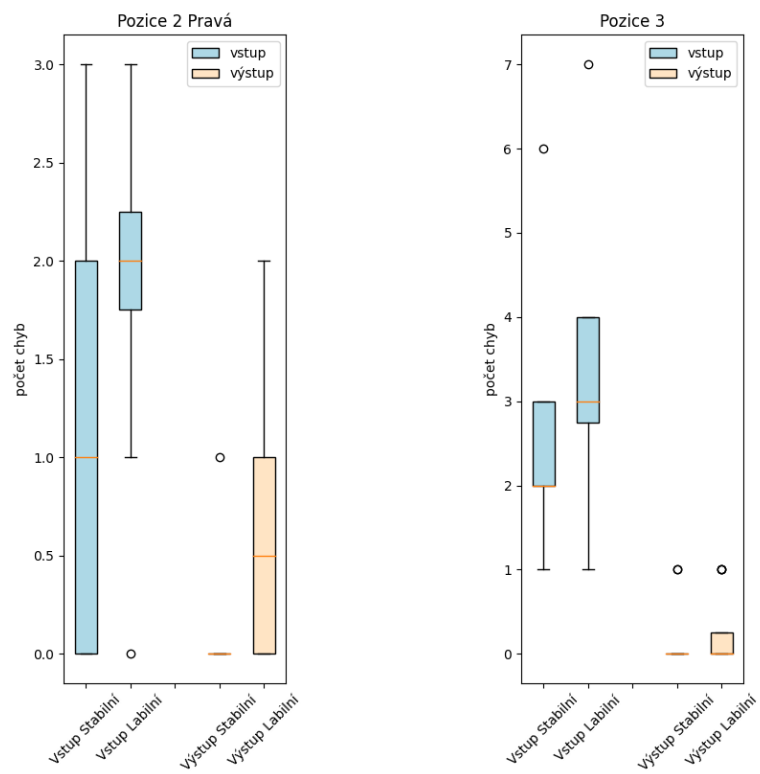 Pozice 2 Pravá
počet chyb
3.0
2.5
2.0
1.5
1.0
0.5
0.0
vstup
výstup
Vstup Stabilní
Vstup Labilní
Výstup Stabilní
Výstup Labilní
Pozice 3
počet chyb
7
6
5
4
3
2
1
0
vstup
výstup
Vstup Stabilní
Vstup Labilní
Výstup Stabilní
Výstup Labilní